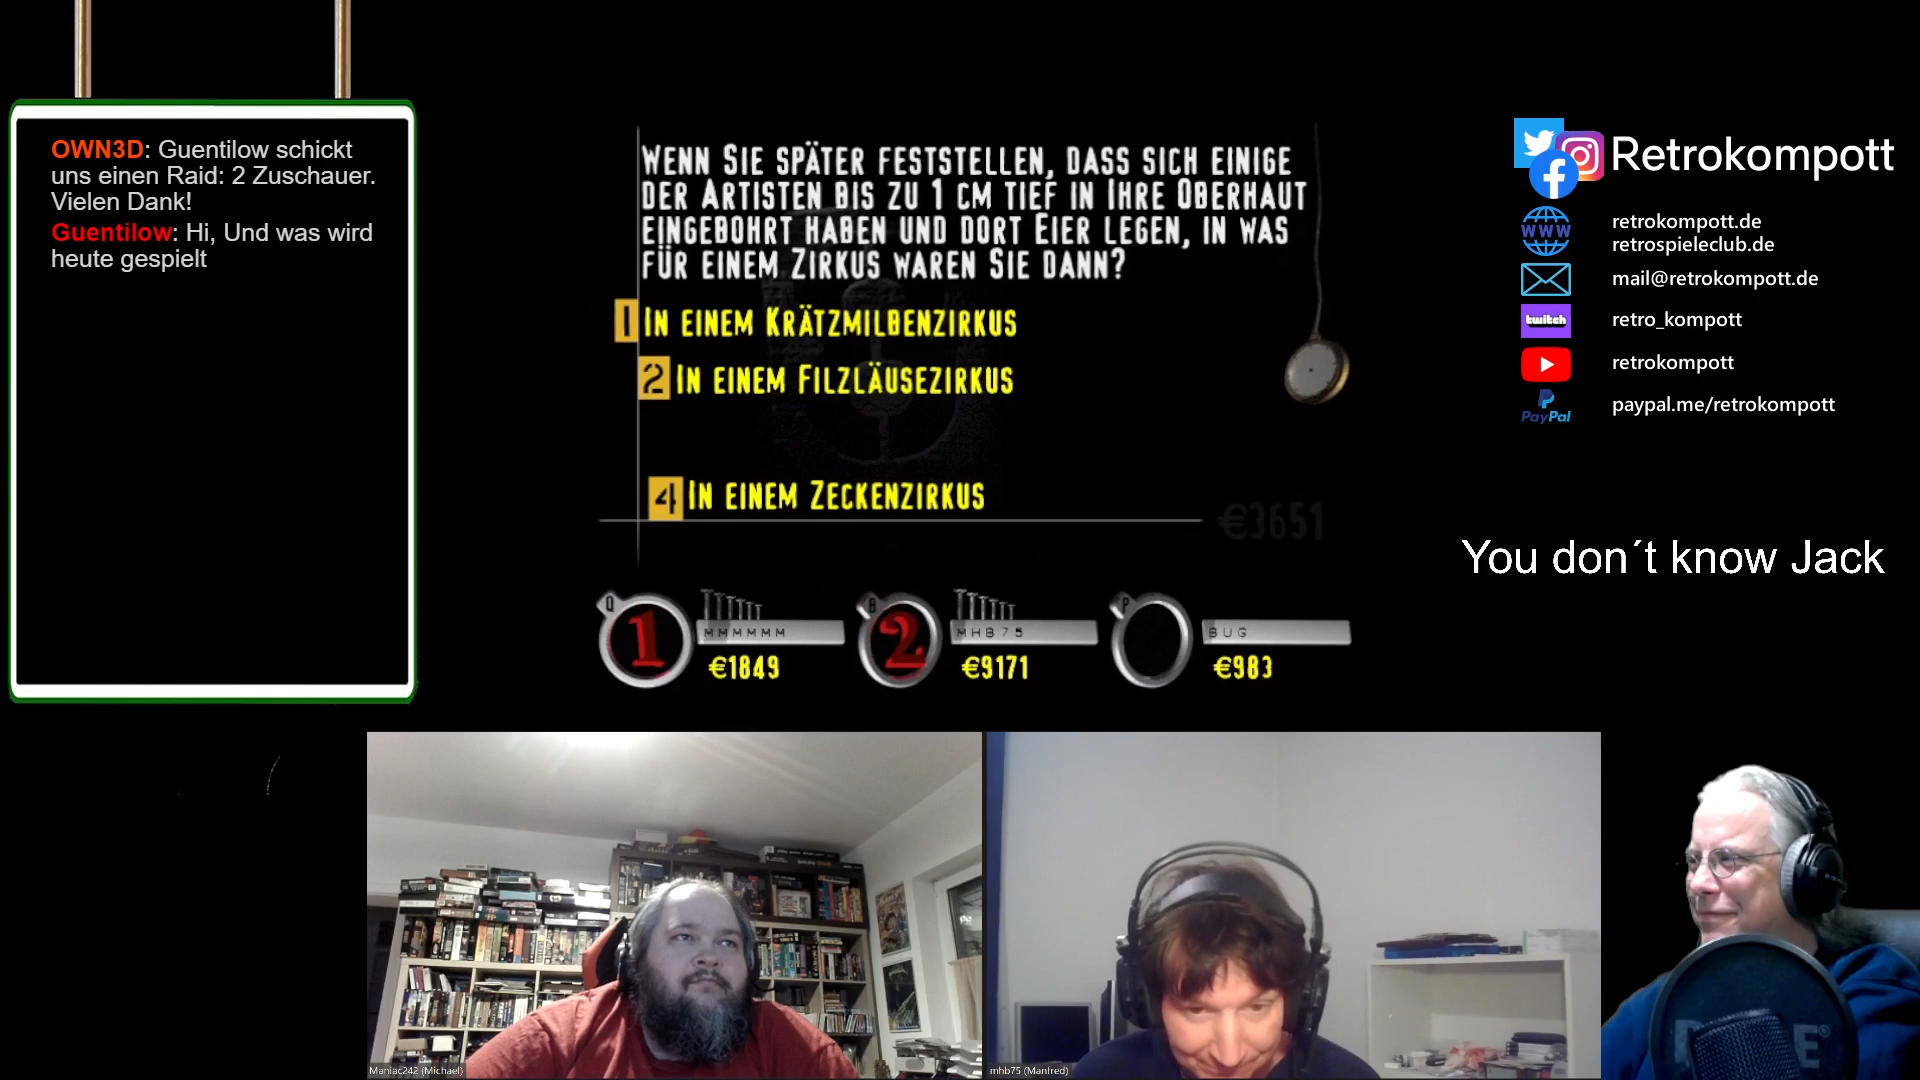 OWN3D: Guentilow schickt
uns einen Raid: 2 Zuschauer.
Vielen Dank!
Guentilow: Hi, Und was wird
heute gespielt
WENN SIE SPÄTER FESTSTELLEN, DASS SICH EINIGE
DER ARTISTEN BIS ZU 1 CM TIEF IN IHRE OBERHAUT
EINGEBOHRT HABEN UND DORT EIER LEGEN, IN WAS
FÜR EINEM ZIRKUS WAREN SIE DANN?
1 IN EINEM KRÄTZMILBENZIRKUS
2 IN EINEM FILZLÄUSEZIRKUS
4 IN EINEM ZECKENZIRKUS
€3651
Q 1 MMMMMM
€1849
B 2 MHB75
€9171
P BUG
€983
Retrokompott
WWW retrokompott.de
retrospieleclub.de
mail@retrokompott.de
twitch retro_kompott
retrokompott
PayPal paypal.me/retrokompott
You don´t know Jack
Maniac242 (Michael)
mhb75 (Manfred)